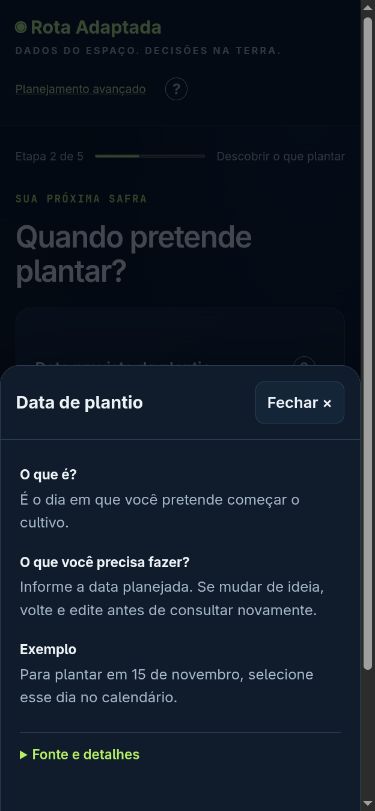 Rota Adaptada
DADOS DO ESPAÇO. DECISÕES NA TERRA.
Planejamento avançado ?
Etapa 2 de 5 Descobrir o que plantar
SUA PRÓXIMA SAFRA
Quando pretende
plantar?
Data de plantio
Fechar ×
O que é?
É o dia em que você pretende começar o
cultivo.
O que você precisa fazer?
Informe a data planejada. Se mudar de ideia,
volte e edite antes de consultar novamente.
Exemplo
Para plantar em 15 de novembro, selecione
esse dia no calendário.
Fonte e detalhes